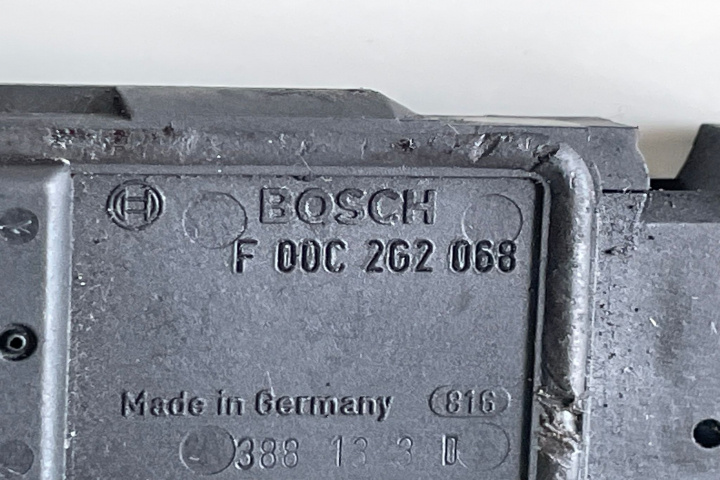 BOSCH
F 00C 2G2 068
Made in Germany 816
388 13 3 D